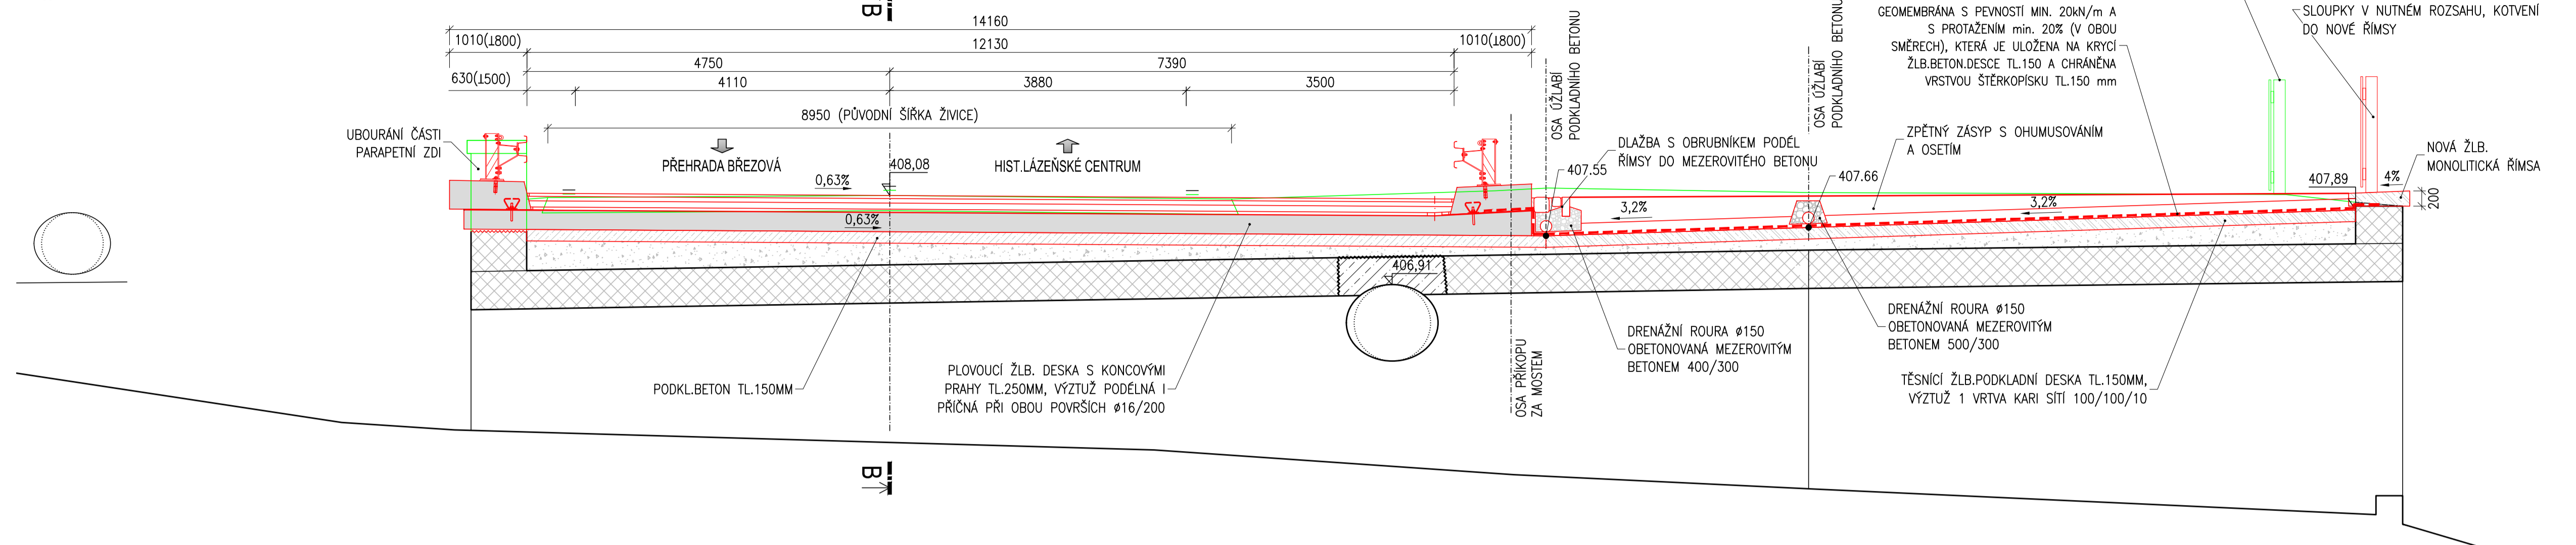 B
14160
1010(⊥800)
12130
1010(⊥800)
4750
7390
630(⊥500)
4110
3880
3500
8950 (PŮVODNÍ ŠÍŘKA ŽIVICE)
UBOURÁNÍ ČÁSTI
PARAPETNÍ ZDI
PŘEHRADA BŘEZOVÁ
HIST.LÁZEŇSKÉ CENTRUM
408,08
0,63%
0,63%
OSA ÚŽLABÍ
PODKLADNÍHO BETONU
407.55
DLAŽBA S OBRUBNÍKEM PODÉL
ŘÍMSY DO MEZEROVITÉHO BETONU
3,2%
OSA ÚŽLABÍ
PODKLADNÍHO BETONU
407.66
GEOMEMBRÁNA S PEVNOSTÍ MIN. 20kN/m A
S PROTAŽENÍM min. 20% (V OBOU
SMĚRECH), KTERÁ JE ULOŽENA NA KRYCÍ
ŽLB.BETON.DESCE TL.150 A CHRÁNĚNA
VRSTVOU ŠTĚRKOPÍSKU TL.150 mm
ZPĚTNÝ ZÁSYP S OHUMUSOVÁNÍM
A OSETÍM
3,2%
SLOUPKY V NUTNÉM ROZSAHU, KOTVENÍ
DO NOVÉ ŘÍMSY
407,89
4%
200
NOVÁ ŽLB.
MONOLITICKÁ ŘÍMSA
406,91
PODKL.BETON TL.150MM
PLOVOUCÍ ŽLB. DESKA S KONCOVÝMI
PRAHY TL.250MM, VÝZTUŽ PODÉLNÁ I
PŘÍČNÁ PŘI OBOU POVRŠÍCH ø16/200
OSA PŘÍKOPU
ZA MOSTEM
DRENÁŽNÍ ROURA ø150
OBETONOVANÁ MEZEROVITÝM
BETONEM 400/300
DRENÁŽNÍ ROURA ø150
OBETONOVANÁ MEZEROVITÝM
BETONEM 500/300
TĚSNÍCÍ ŽLB.PODKLADNÍ DESKA TL.150MM,
VÝZTUŽ 1 VRTVA KARI SÍTÍ 100/100/10
B